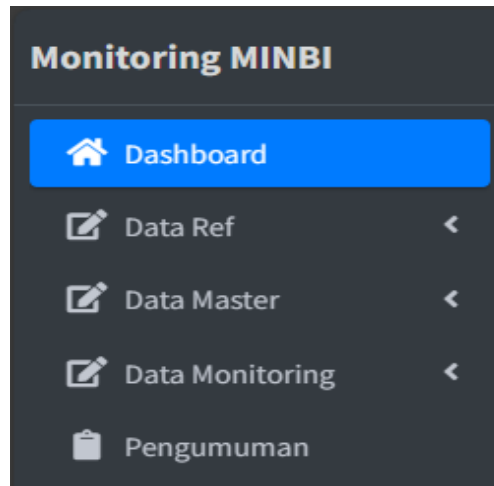 Monitoring MINBI
Dashboard
Data Ref
Data Master
Data Monitoring
Pengumuman